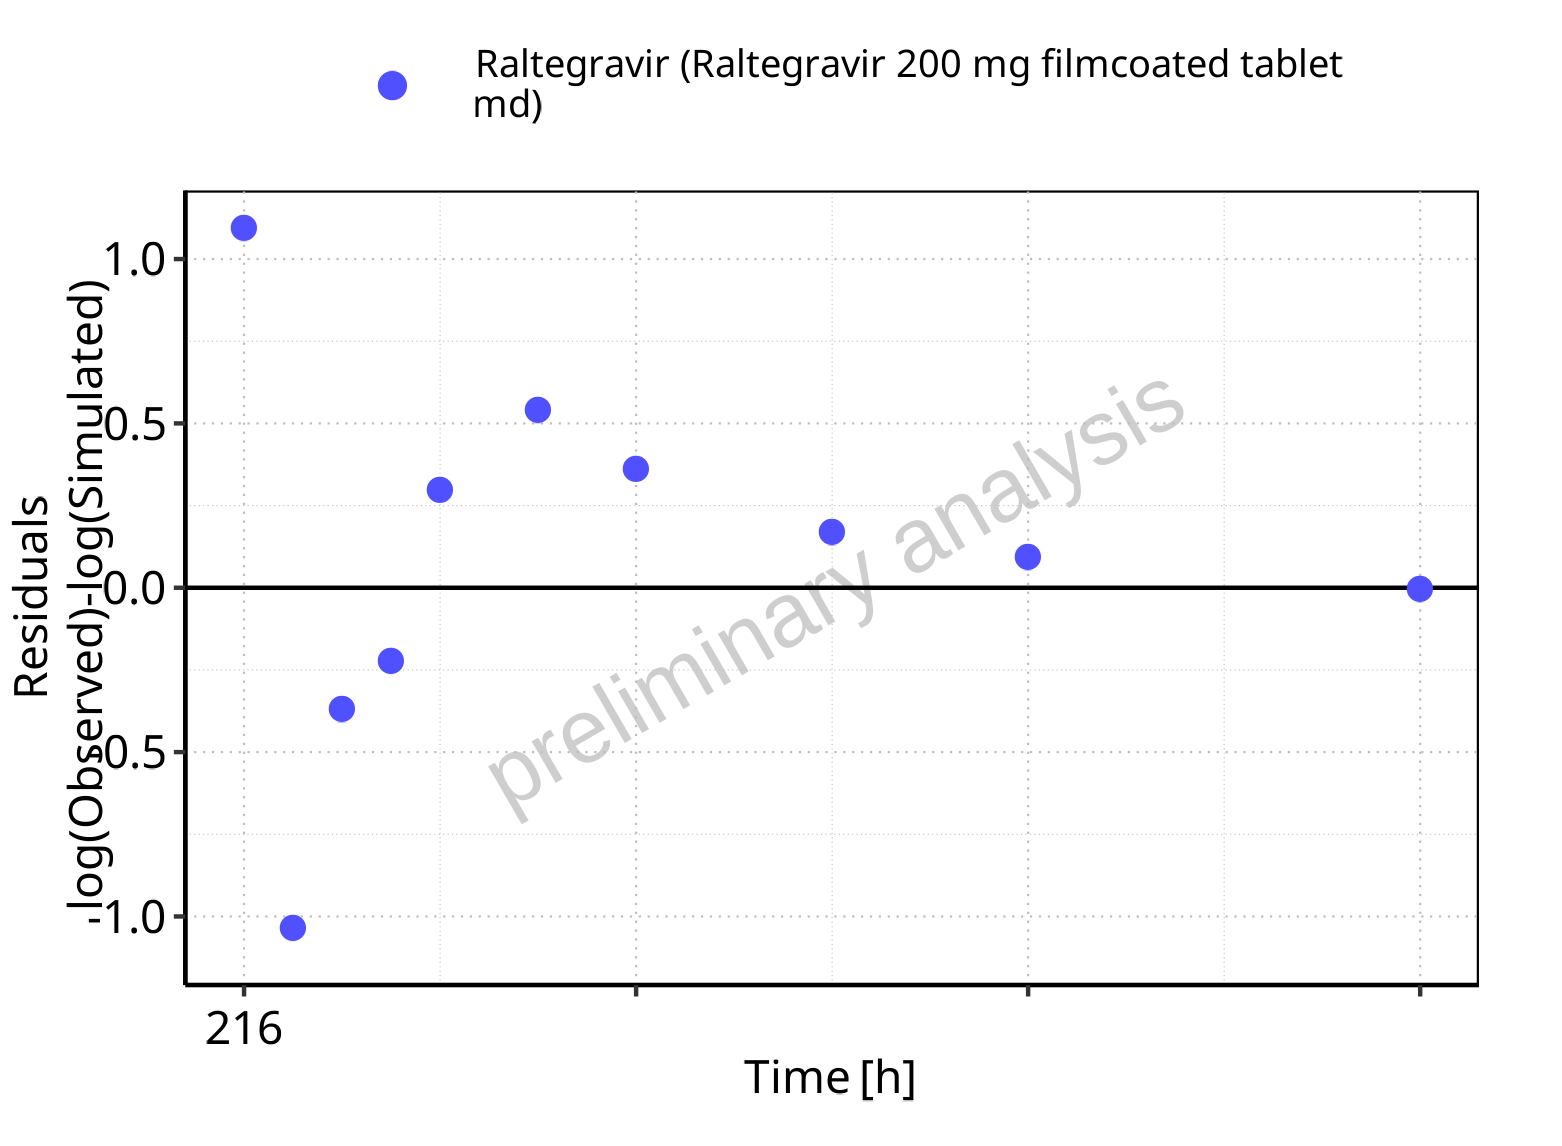 Raltegravir (Raltegravir 200 mg filmcoated tablet
md)
Residuals
-log(Observed)-log(Simulated)
1.0
0.5
0.0
-0.5
-1.0
preliminary analysis
216
Time [h]